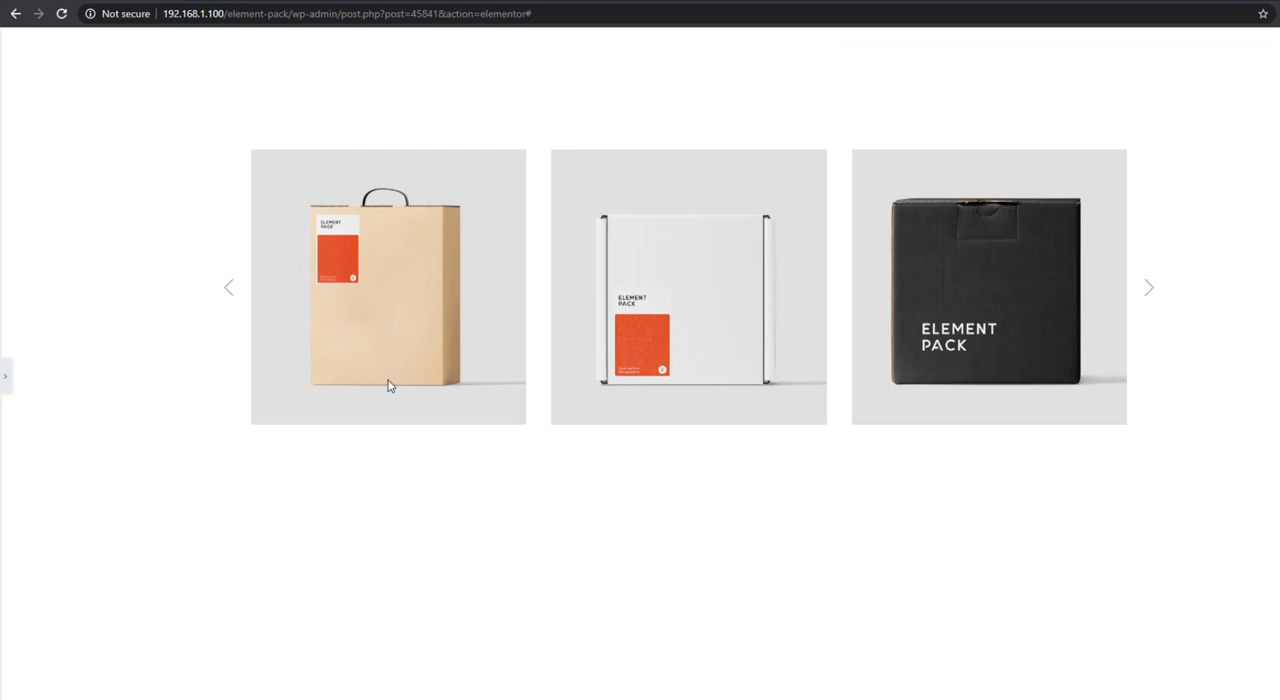 Not secure
192.168.1.100/element-pack/wp-admin/post.php?post=45841&action=elementor#
ELEMENT
PACK
ELEMENT
PACK
ELEMENT
PACK